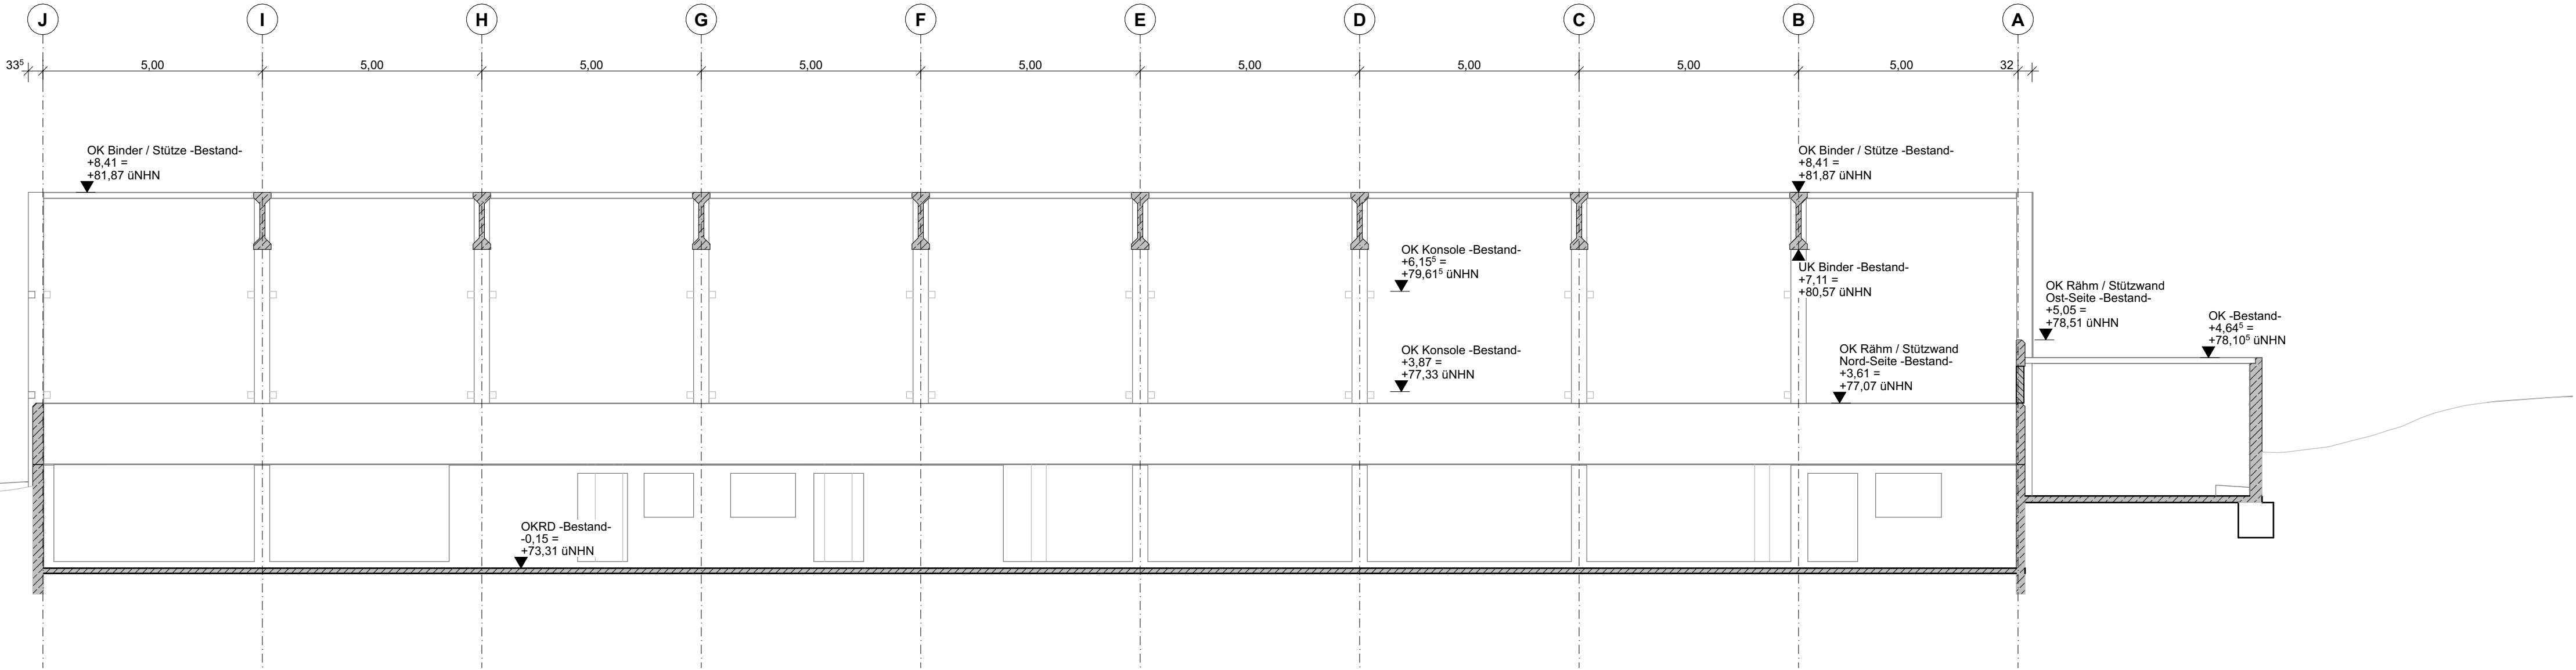 J I H G F E D C B A
33⁵ 5,00 5,00 5,00 5,00 5,00 5,00 5,00 5,00 5,00 32
OK Binder / Stütze -Bestand-
+8,41 =
+81,87 üNHN
OK Binder / Stütze -Bestand-
+8,41 =
+81,87 üNHN
OK Konsole -Bestand-
+6,15⁵ =
+79,61⁵ üNHN
UK Binder -Bestand-
+7,11 =
+80,57 üNHN
OK Rähm / Stützwand
Ost-Seite -Bestand-
+5,05 =
+78,51 üNHN
OK -Bestand-
+4,64⁵ =
+78,10⁵ üNHN
OK Konsole -Bestand-
+3,87 =
+77,33 üNHN
OK Rähm / Stützwand
Nord-Seite -Bestand-
+3,61 =
+77,07 üNHN
OKRD -Bestand-
-0,15 =
+73,31 üNHN